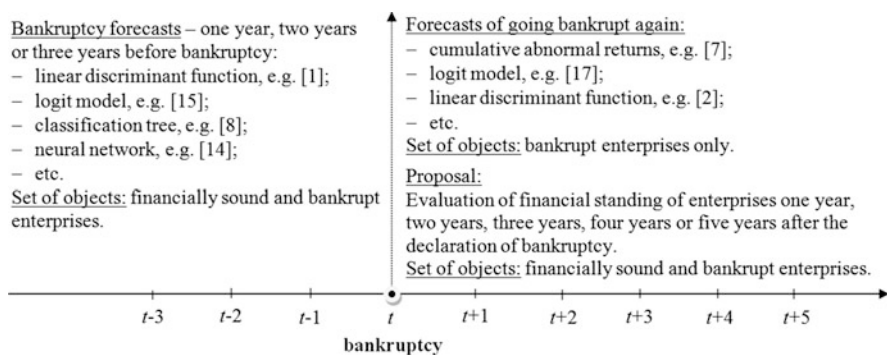 Bankruptcy forecasts – one year, two years
or three years before bankruptcy:
– linear discriminant function, e.g. [1];
– logit model, e.g. [15];
– classification tree, e.g. [8];
– neural network, e.g. [14];
– etc.
Set of objects: financially sound and bankrupt
enterprises.
Forecasts of going bankrupt again:
– cumulative abnormal returns, e.g. [7];
– logit model, e.g. [17];
– linear discriminant function, e.g. [2];
– etc.
Set of objects: bankrupt enterprises only.
Proposal:
Evaluation of financial standing of enterprises one year,
two years, three years, four years or five years after the
declaration of bankruptcy.
Set of objects: financially sound and bankrupt enterprises.
t-3 t-2 t-1 t t+1 t+2 t+3 t+4 t+5
bankruptcy